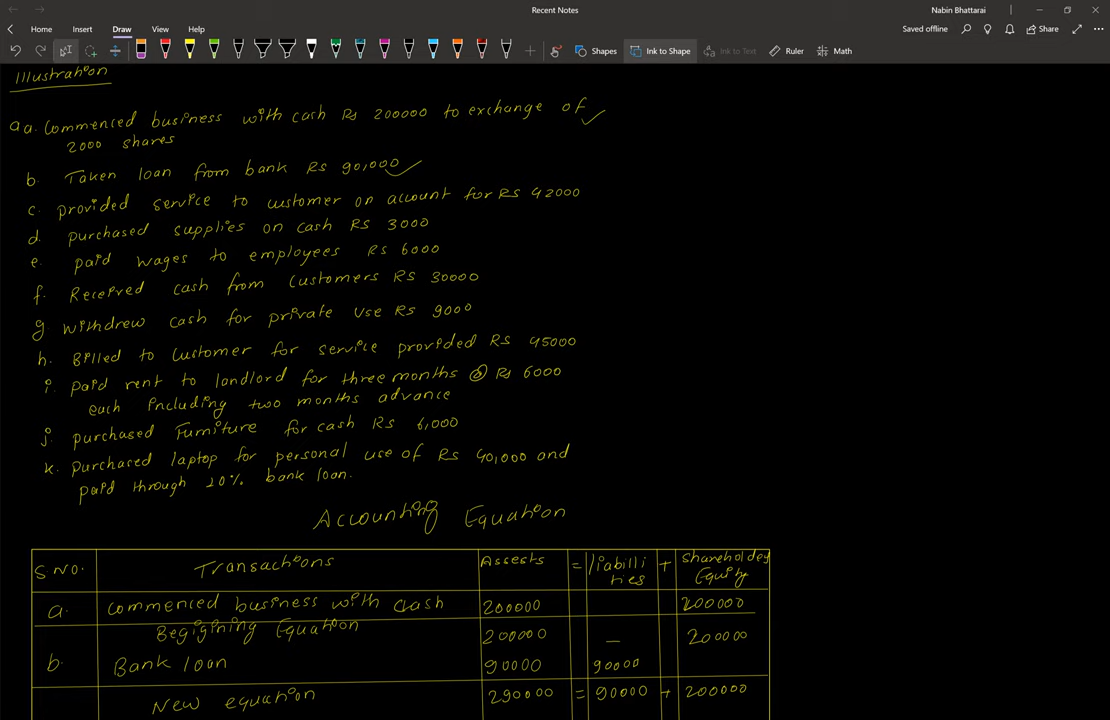 Recent Notes
Nabin Bhattarai
Home Insert Draw View Help
Saved offline
Share
Shapes
Ink to Shape
Ink to Text
Ruler
Math
Illustration
a a. Commenced business with cash Rs 200000 to exchange of
2000 shares
b. Taken loan from bank Rs 90,000
c. provided service to customer on account for Rs 42000
d. purchased supplies on cash Rs 3000
e. paid wages to employees Rs 6000
f. Received cash from Customers Rs 30000
g. withdrew cash for private use Rs 9000
h. Billed to Customer for service provided Rs 45000
i. paid rent to landlord for three months @ Rs 6000
each including two months advance
j. purchased Furniture for cash Rs 6,000
k. purchased laptop for personal use of Rs 40,000 and
paid through 20% bank loan.
Accounting Equation
S.NO. Transactions Assests = liabilli + Shareholder
ties Equity
a. Commenced business with cash 200000 200000
Begigining Equation 200000 — 200000
b. Bank loan 90000 90000
New equation 290000 = 90000 + 200000